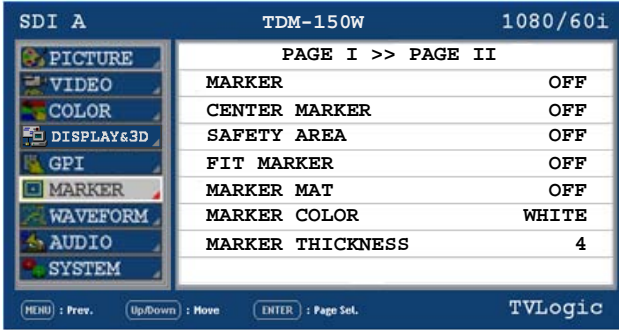 SDI A TDM-150W 1080/60i
PICTURE
VIDEO
COLOR
DISPLAY&3D
GPI
MARKER
WAVEFORM
AUDIO
SYSTEM
PAGE I >> PAGE II
MARKER OFF
CENTER MARKER OFF
SAFETY AREA OFF
FIT MARKER OFF
MARKER MAT OFF
MARKER COLOR WHITE
MARKER THICKNESS 4
MENU : Prev. Up/Down : Move ENTER : Page Sel. TVLogic